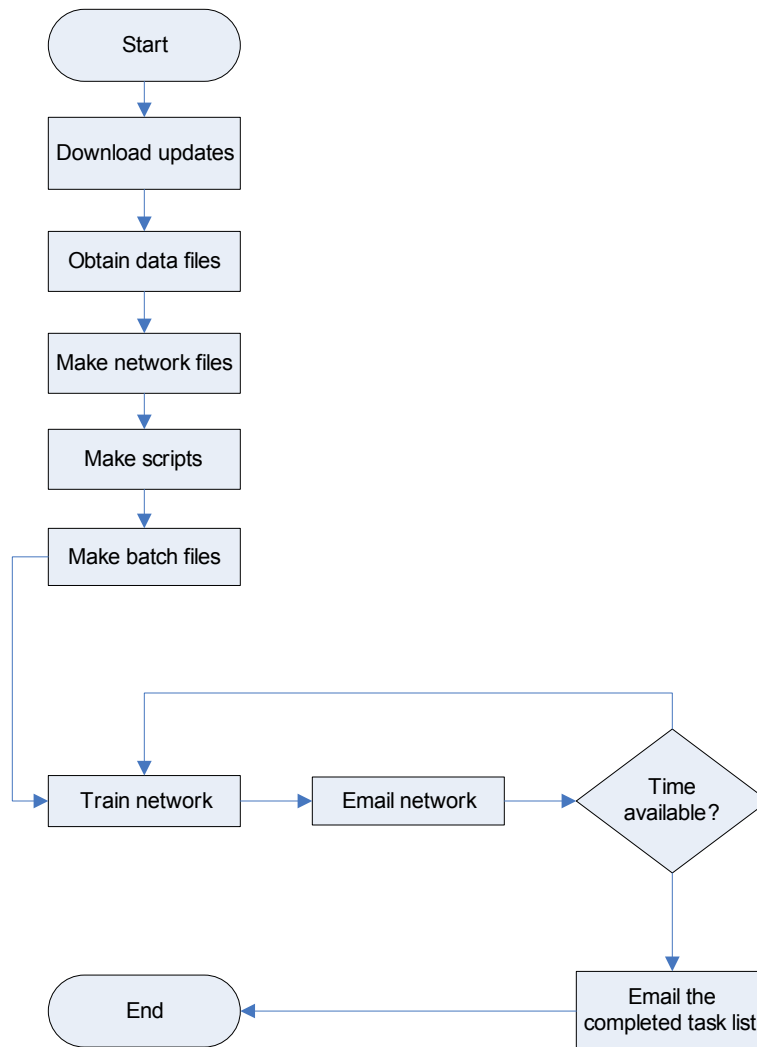 Start
Download updates
Obtain data files
Make network files
Make scripts
Make batch files
Train network
Email network
Time
available?
End
Email the
completed task list